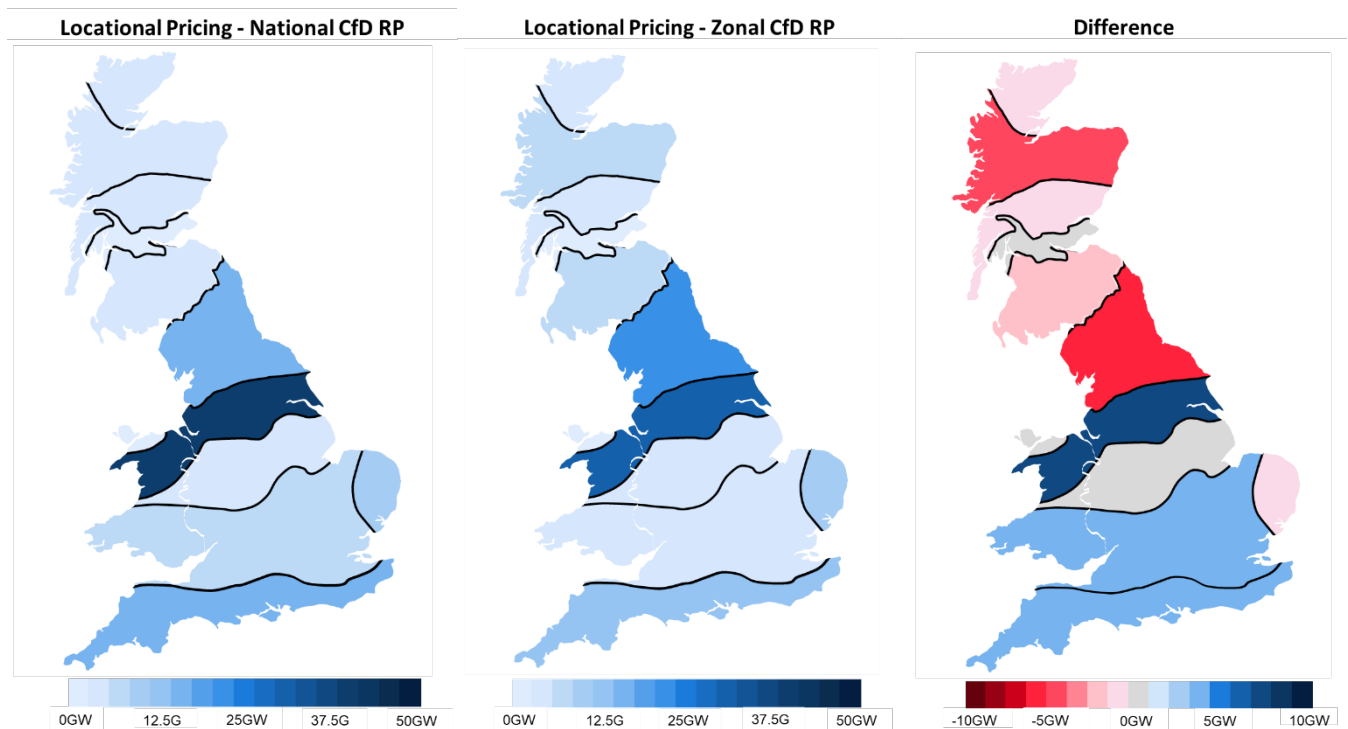 Locational Pricing - National CfD RP
Locational Pricing - Zonal CfD RP
Difference
0GW 12.5G 25GW 37.5G 50GW
0GW 12.5G 25GW 37.5G 50GW
-10GW -5GW 0GW 5GW 10GW